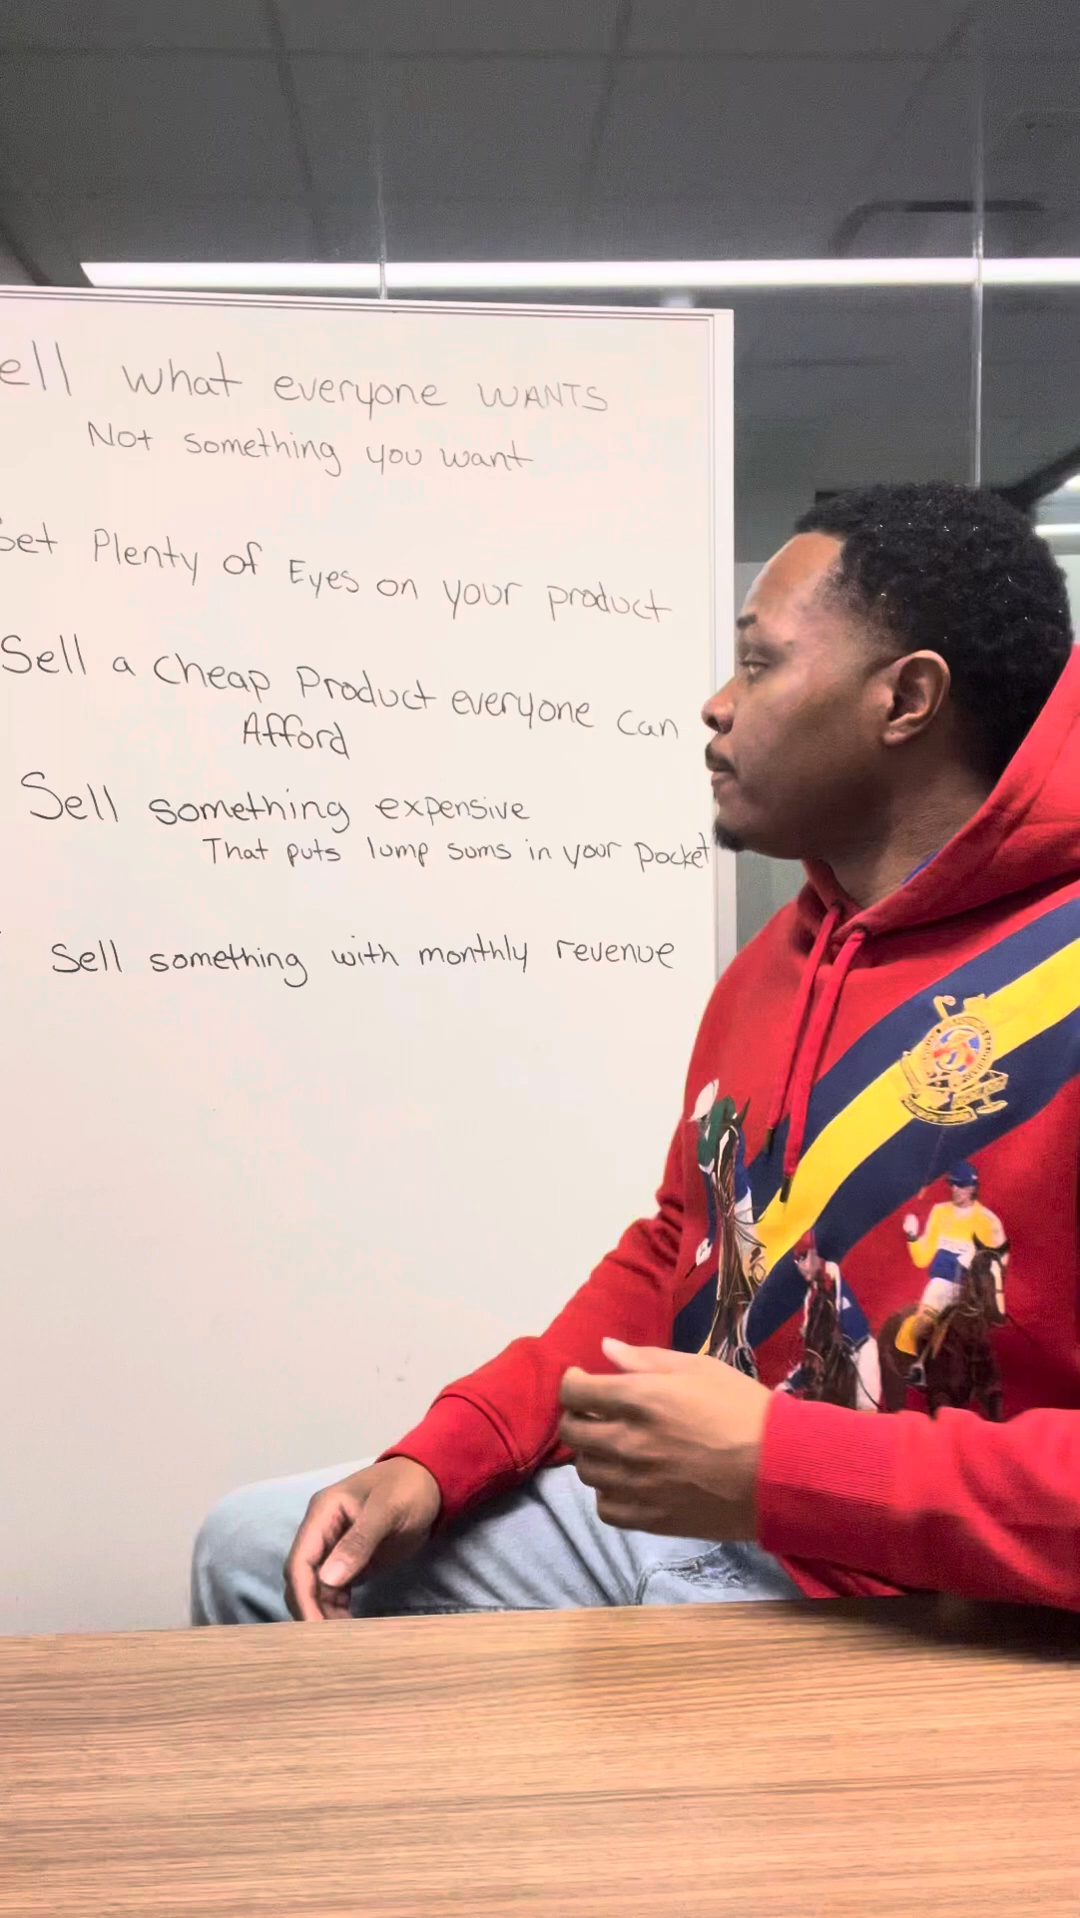 ell what everyone WANTS
Not something you want
Get Plenty of Eyes on your product
Sell a cheap Product everyone can
Afford
Sell something expensive
That puts lump sums in your pocket
Sell something with monthly revenue